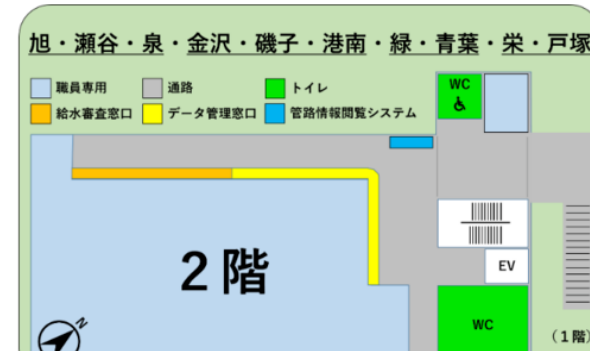 旭・瀬谷・泉・金沢・磯子・港南・緑・青葉・栄・戸塚
職員専用 通路 トイレ
給水審査窓口 データ管理窓口 管路情報閲覧システム
WC
2階
EV
WC
N
(1階)